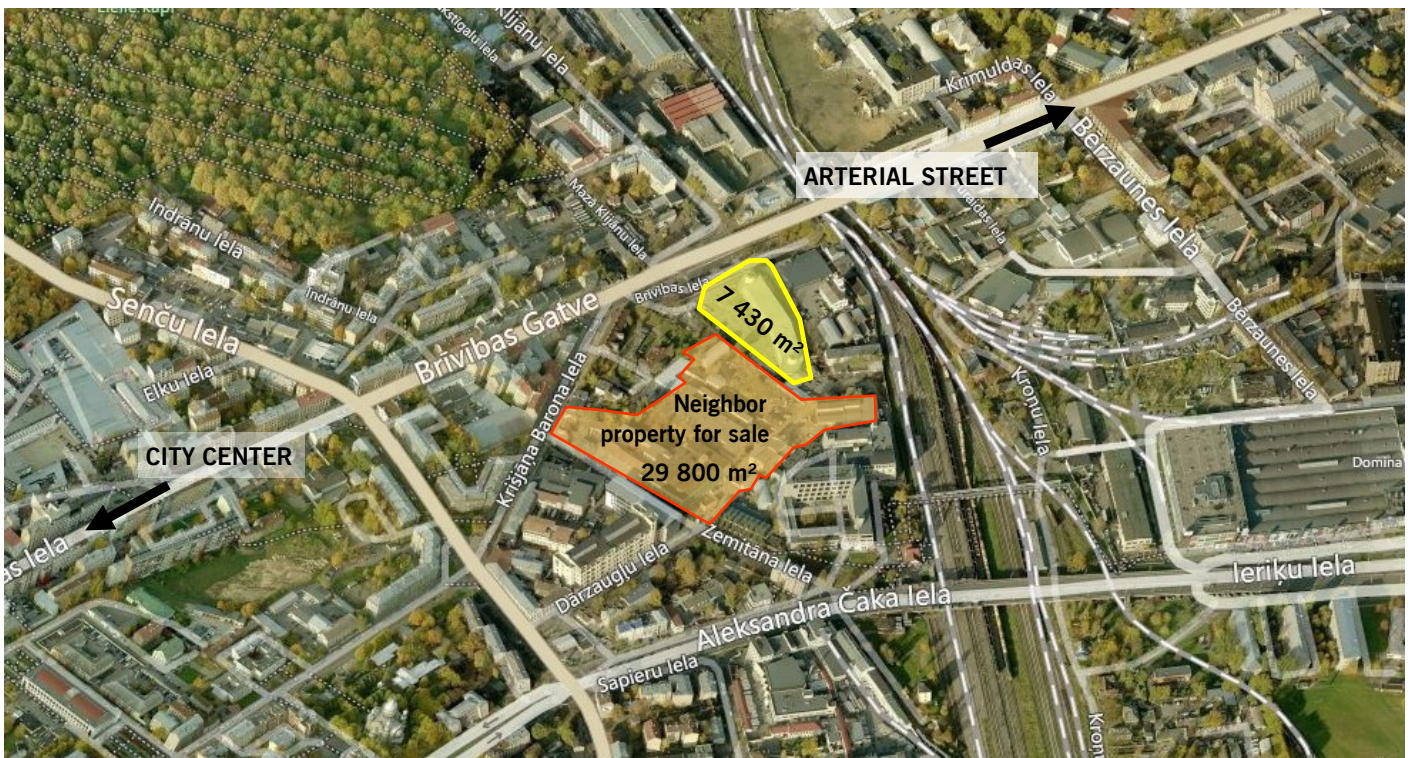 Klijānu Iela
Krimuldas Iela
ARTERIAL STREET
Bērzaunes Iela
Mazā Klijānu Iela
Indrānu Iela
Indrānu Iela
Brīvības Iela
7 430 m²
Senču Iela
Brīvības Gatve
Bērzaunes Iela
Elku Iela
Kroņu Iela
Krišjāņa Barona Iela
Neighbor
property for sale
29 800 m²
CITY CENTER
Domina
Zemitāna Iela
Dārzaugļu Iela
Ieriķu Iela
Aleksandra Čaka Iela
Sapieru Iela